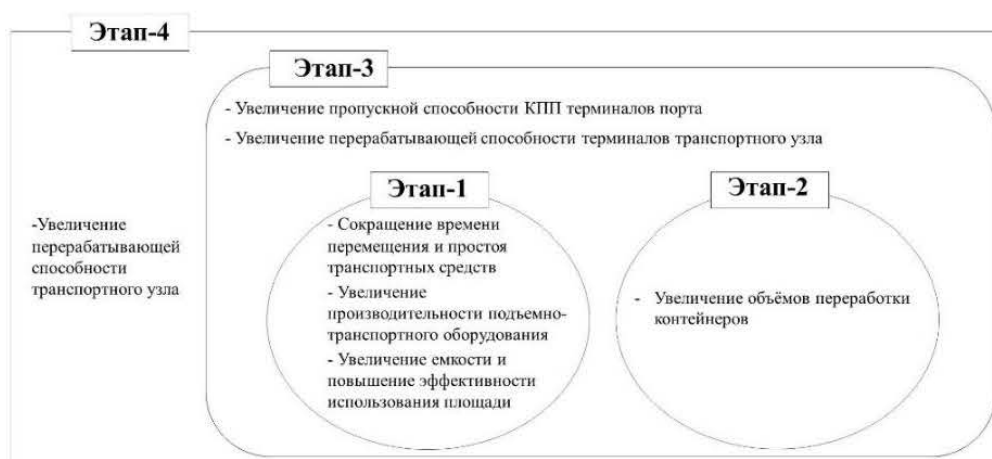 Этап-4
Этап-3
- Увеличение пропускной способности КПП терминалов порта
- Увеличение перерабатывающей способности терминалов транспортного узла
Этап-1
Этап-2
-Увеличение
перерабатывающей
способности
транспортного узла
- Сокращение времени
перемещения и простоя
транспортных средств
- Увеличение
производительности подъемно-
транспортного оборудования
- Увеличение емкости и
повышение эффективности
использования площади
- Увеличение объёмов переработки
контейнеров